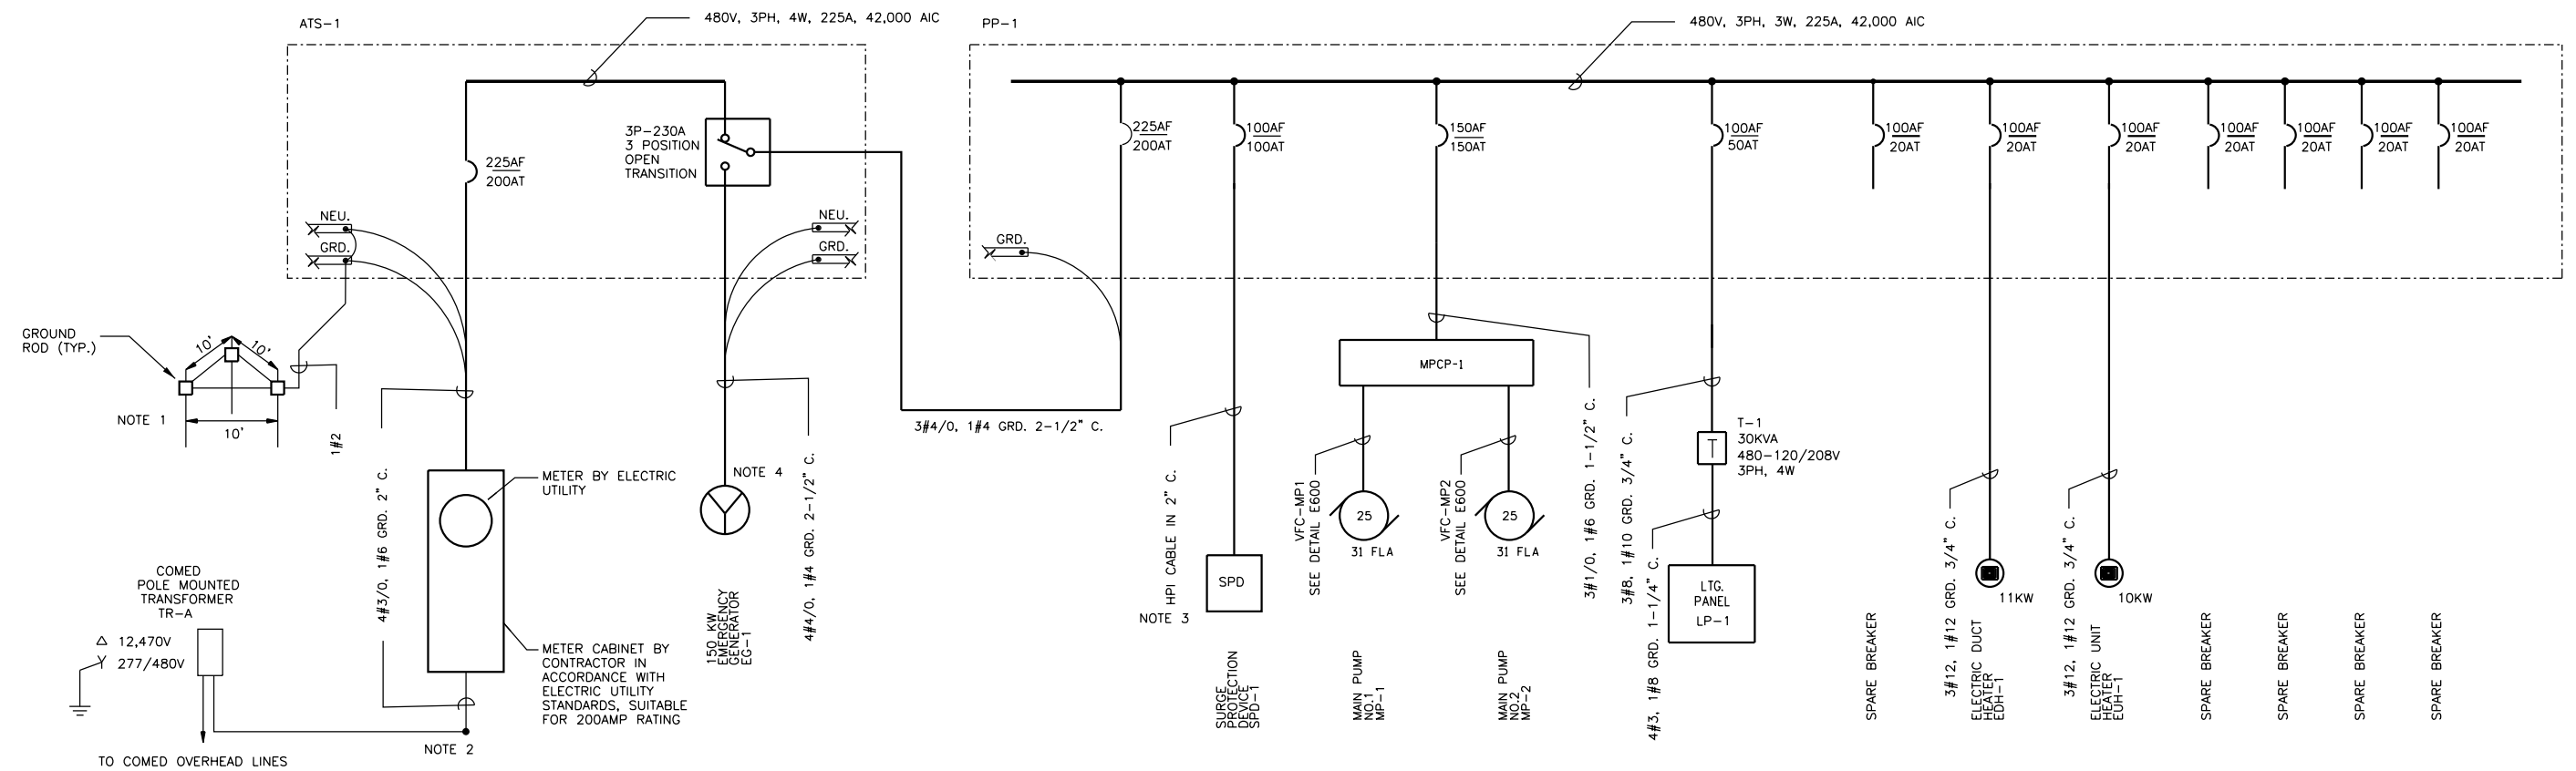 ATS-1
480V, 3PH, 4W, 225A, 42,000 AIC
3P-230A
3 POSITION
OPEN
TRANSITION
225AF
200AT
NEU.
GRD.
NEU.
GRD.
GROUND
ROD (TYP.)
10'
10'
10'
NOTE 1
1#2
4#3/0, 1#6 GRD. 2" C.
METER BY ELECTRIC
UTILITY
METER CABINET BY
CONTRACTOR IN
ACCORDANCE WITH
ELECTRIC UTILITY
STANDARDS, SUITABLE
FOR 200AMP RATING
COMED
POLE MOUNTED
TRANSFORMER
TR-A
Δ 12,470V
Y 277/480V
TO COMED OVERHEAD LINES
NOTE 2
NOTE 4
150 KW
EMERGENCY
GENERATOR
EG-1
4#4/0, 1#4 GRD. 2-1/2" C.
3#4/0, 1#4 GRD. 2-1/2" C.
PP-1
480V, 3PH, 3W, 225A, 42,000 AIC
GRD.
225AF
200AT
100AF
100AT
150AF
150AT
100AF
50AT
100AF
20AT
100AF
20AT
100AF
20AT
100AF
20AT
100AF
20AT
100AF
20AT
100AF
20AT
HPI CABLE IN 2" C.
NOTE 3
SPD
SURGE
PROTECTION
DEVICE
SPD-1
MPCP-1
3#1/0, 1#6 GRD. 1-1/2" C.
VFC-MP1
SEE DETAIL E600
25
31 FLA
MAIN PUMP
NO.1
MP-1
VFC-MP2
SEE DETAIL E600
25
31 FLA
MAIN PUMP
NO.2
MP-2
3#8, 1#10 GRD. 3/4" C.
T
T-1
30KVA
480-120/208V
3PH, 4W
4#3, 1#8 GRD. 1-1/4" C.
LTG.
PANEL
LP-1
SPARE BREAKER
3#12, 1#12 GRD. 3/4" C.
11KW
ELECTRIC DUCT
HEATER
EDH-1
3#12, 1#12 GRD. 3/4" C.
10KW
ELECTRIC UNIT
HEATER
EUH-1
SPARE BREAKER
SPARE BREAKER
SPARE BREAKER
SPARE BREAKER